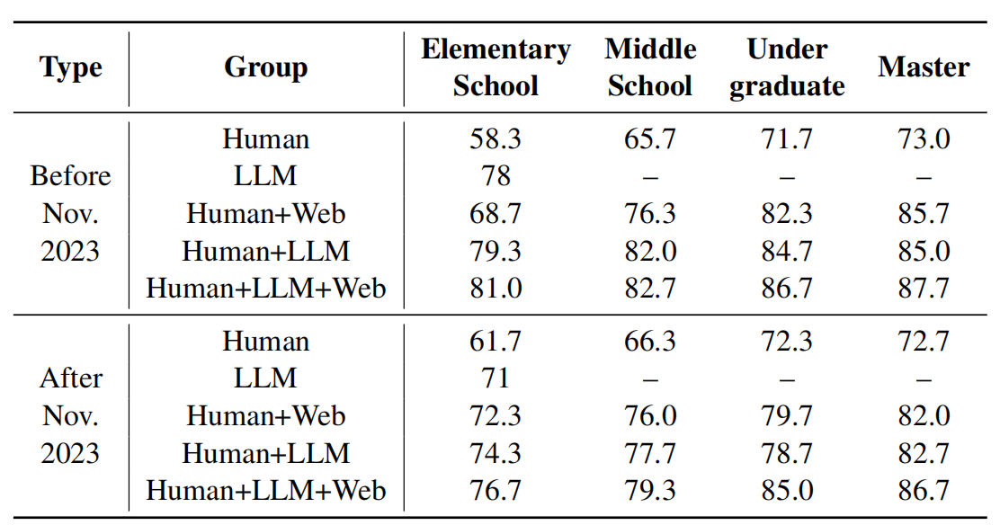 Type Group Elementary School Middle School Under graduate Master
Human 58.3 65.7 71.7 73.0
Before LLM 78 – – –
Nov. Human+Web 68.7 76.3 82.3 85.7
2023 Human+LLM 79.3 82.0 84.7 85.0
Human+LLM+Web 81.0 82.7 86.7 87.7
Human 61.7 66.3 72.3 72.7
After LLM 71 – – –
Nov. Human+Web 72.3 76.0 79.7 82.0
2023 Human+LLM 74.3 77.7 78.7 82.7
Human+LLM+Web 76.7 79.3 85.0 86.7